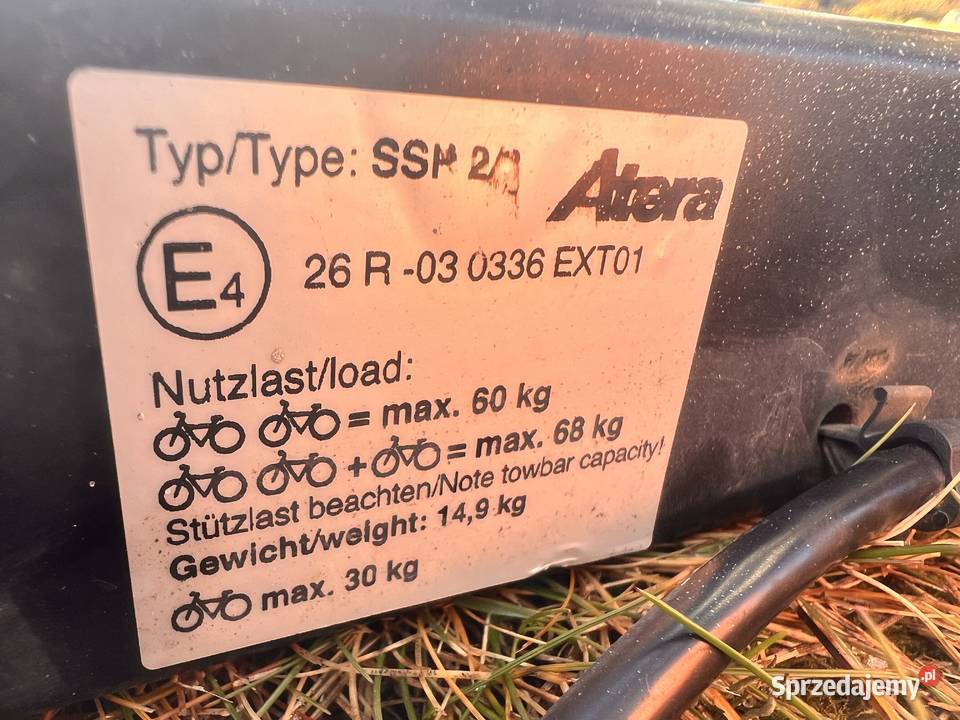 Typ/Type: 2/
Atera
E4
26 R -03 0336 EXT01
Nutzlast/load:
= max. 60 kg
+ = max. 68 kg
Stützlast beachten/Note towbar capacity!
Gewicht/weight: 14,9 kg
max. 30 kg
Sprzedajemy.pl